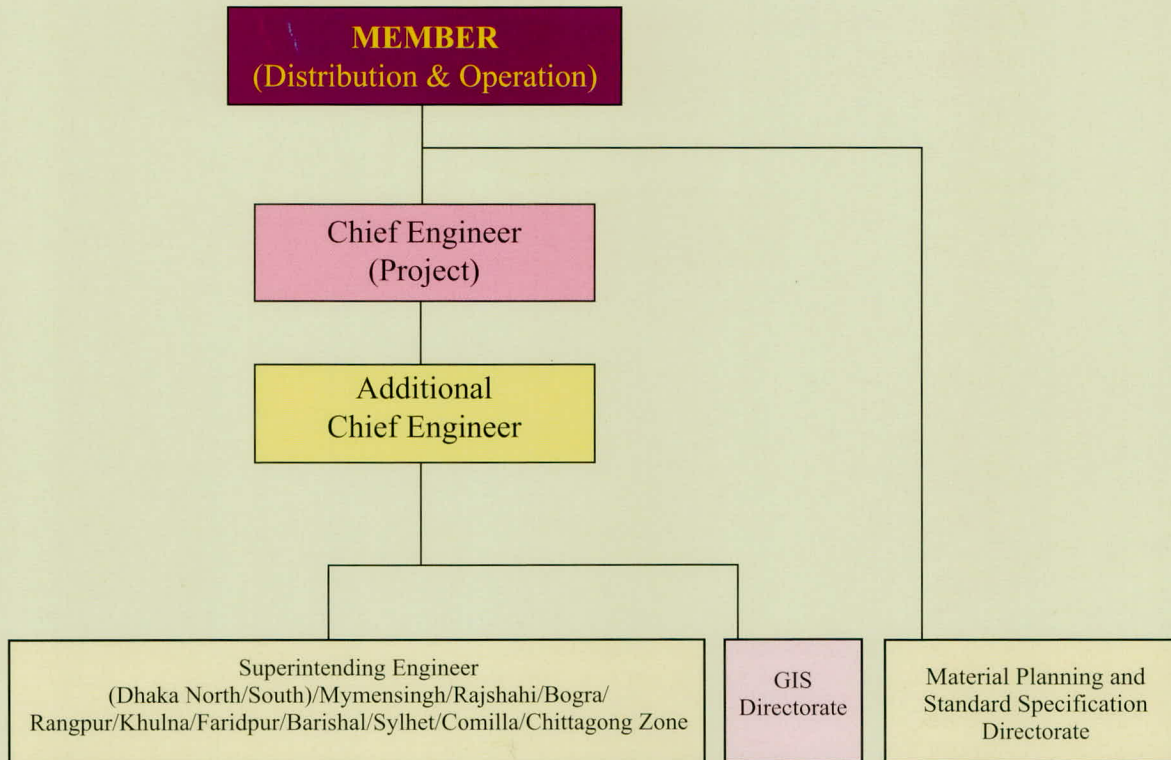 MEMBER
(Distribution & Operation)
Chief Engineer
(Project)
Additional
Chief Engineer
Superintending Engineer
(Dhaka North/South)/Mymensingh/Rajshahi/Bogra/
Rangpur/Khulna/Faridpur/Barishal/Sylhet/Comilla/Chittagong Zone
GIS
Directorate
Material Planning and
Standard Specification
Directorate